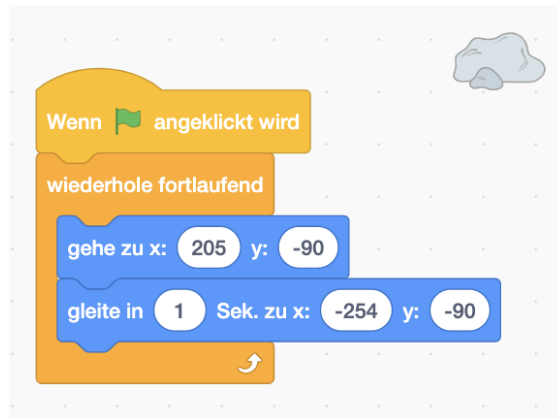 Wenn angeklickt wird
wiederhole fortlaufend
gehe zu x: 205 y: -90
gleite in 1 Sek. zu x: -254 y: -90